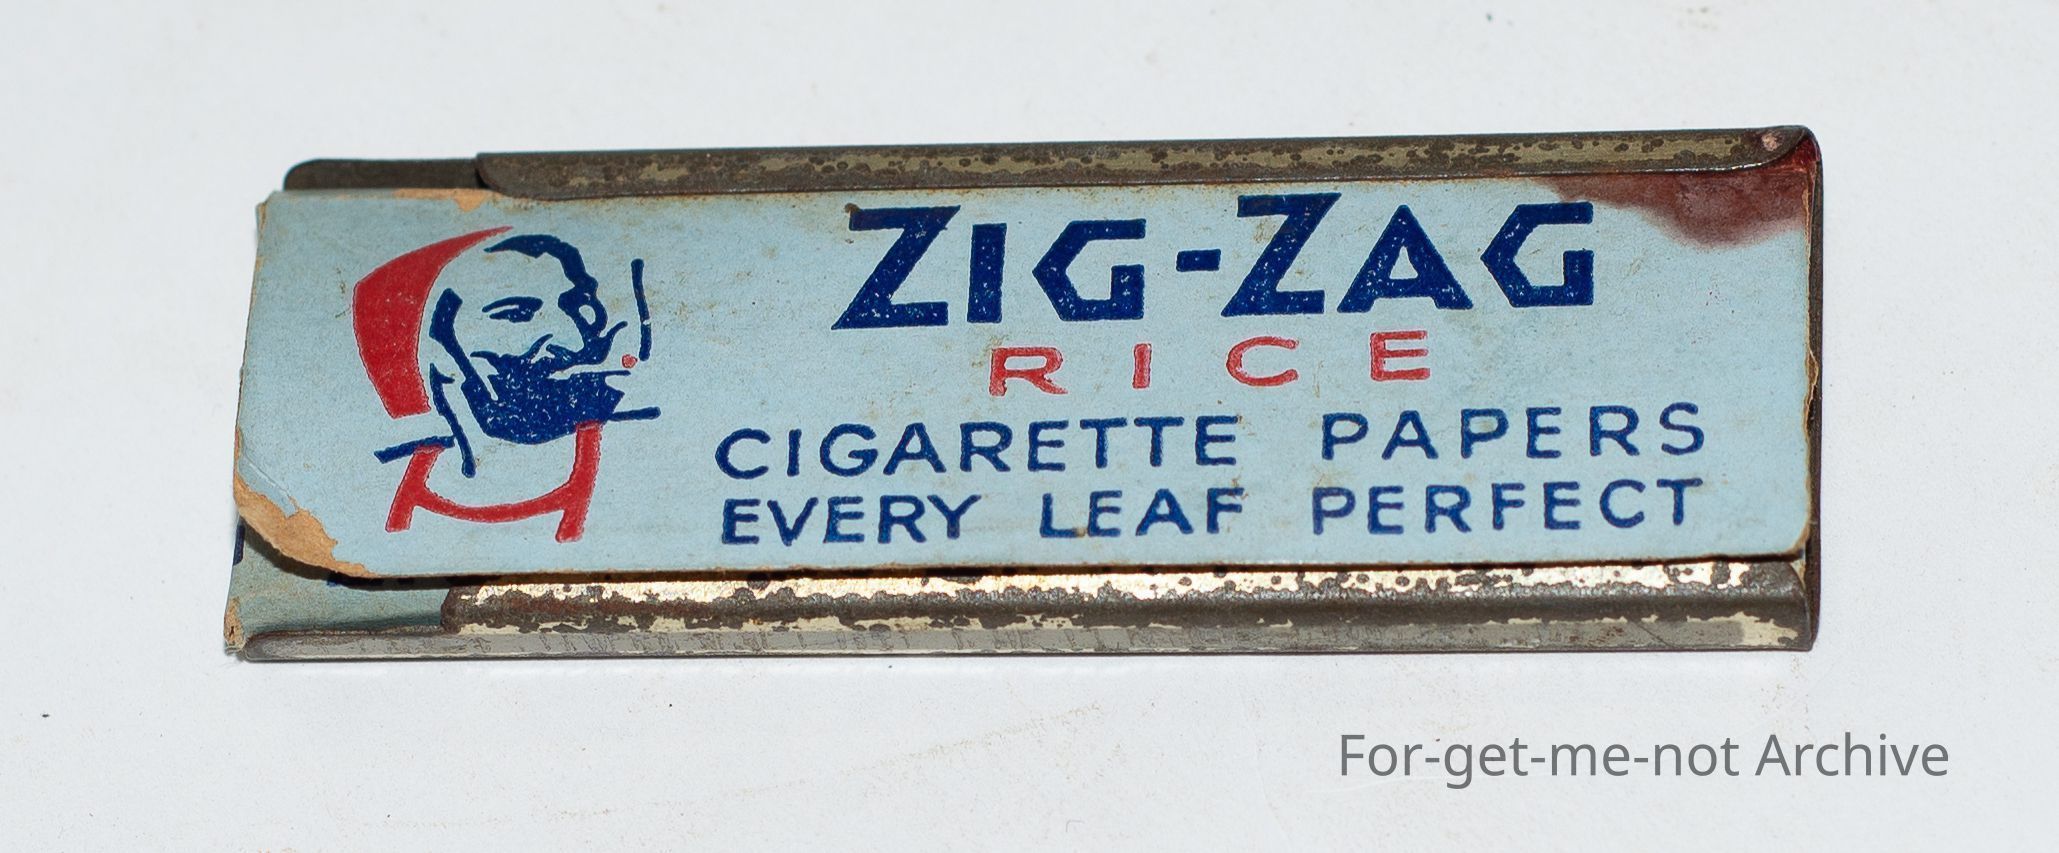 ZIG-ZAG
RICE
CIGARETTE PAPERS
EVERY LEAF PERFECT
For-get-me-not Archive